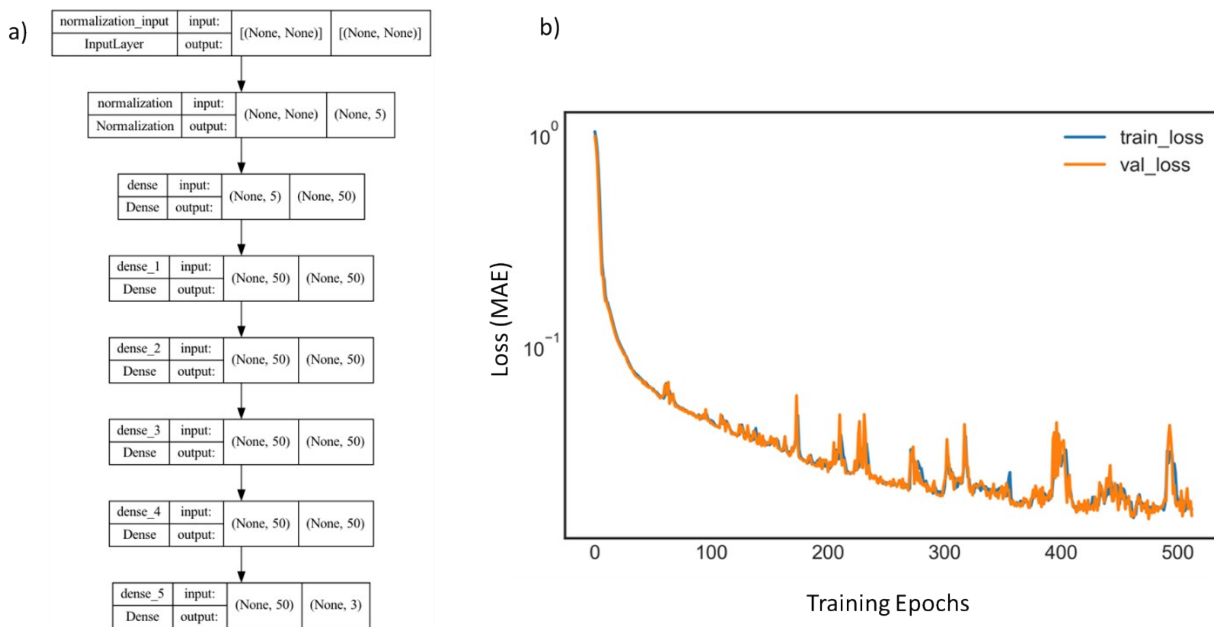 a)
normalization_input input: [(None, None)] [(None, None)]
InputLayer output:
normalization input: (None, None) (None, 5)
Normalization output:
dense input: (None, 5) (None, 50)
Dense output:
dense_1 input: (None, 50) (None, 50)
Dense output:
dense_2 input: (None, 50) (None, 50)
Dense output:
dense_3 input: (None, 50) (None, 50)
Dense output:
dense_4 input: (None, 50) (None, 50)
Dense output:
dense_5 input: (None, 50) (None, 3)
Dense output:
b)
10⁰
10⁻¹
Loss (MAE)
train_loss
val_loss
0 100 200 300 400 500
Training Epochs